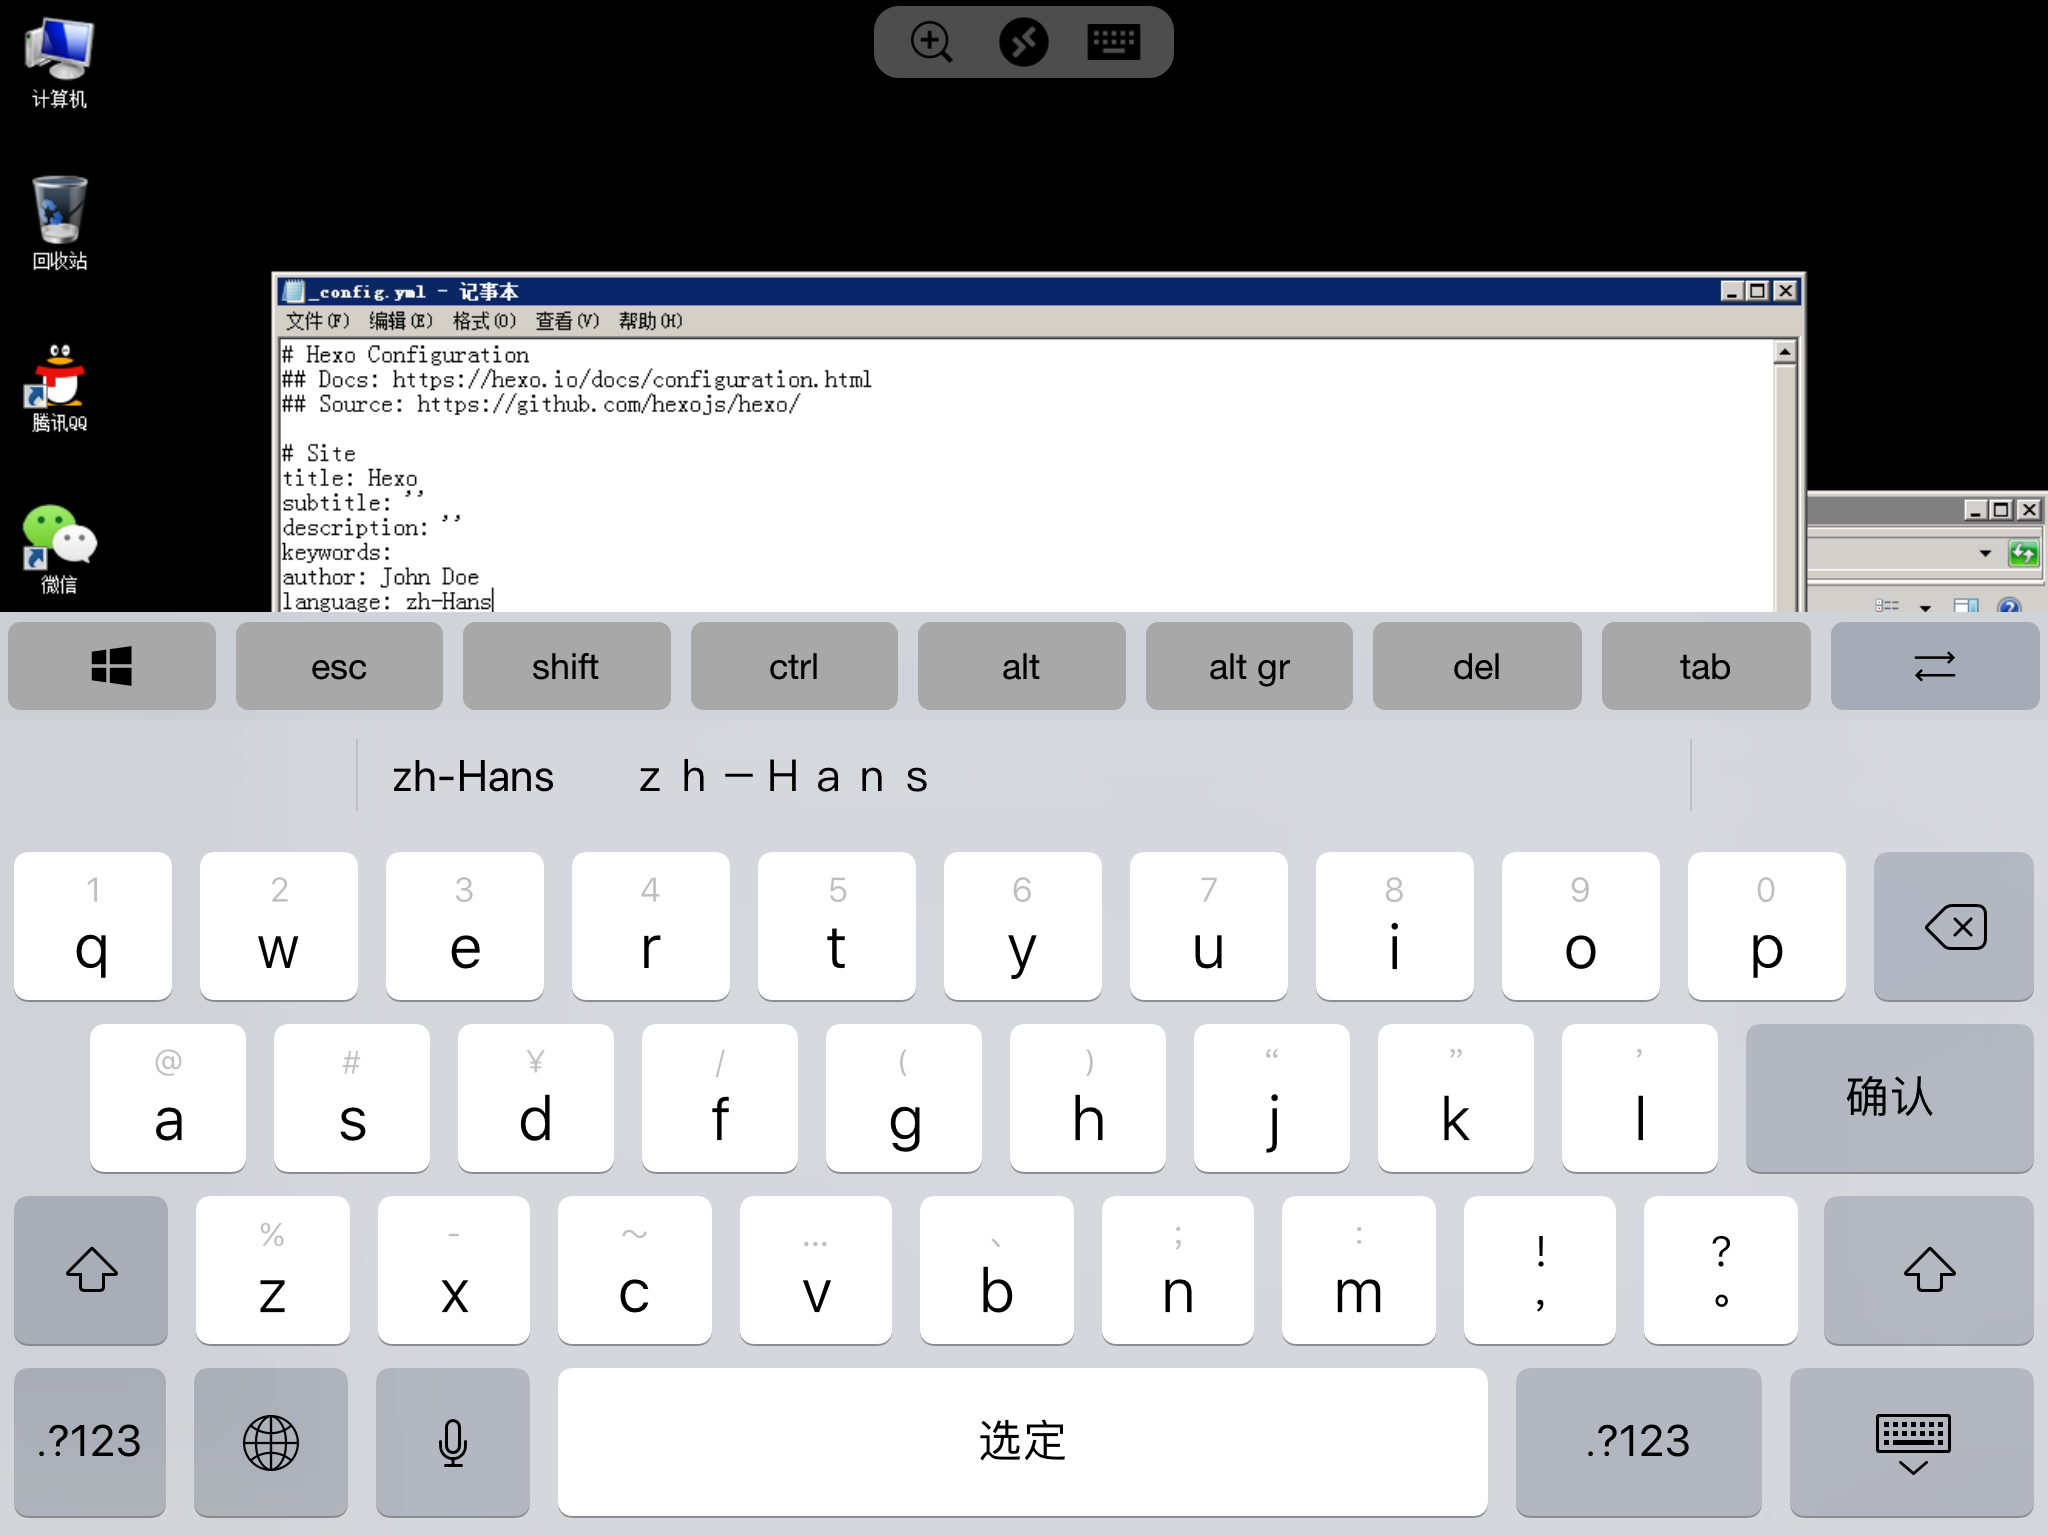 计算机
回收站
腾讯QQ
微信
_config.yml - 记事本
文件(F) 编辑(E) 格式(O) 查看(V) 帮助(H)
# Hexo Configuration
## Docs: https://hexo.io/docs/configuration.html
## Source: https://github.com/hexojs/hexo/
# Site
title: Hexo
subtitle: ''
description: ''
keywords:
author: John Doe
language: zh-Hans
esc shift ctrl alt alt gr del tab
zh-Hans ｚｈ－Ｈａｎｓ
1 2 3 4 5 6 7 8 9 0
q w e r t y u i o p
@ # ¥ / ( ) “ ” ’
a s d f g h j k l 确认
% - ～ … 、 ; : ! ?
z x c v b n m , 。
.?123 选定 .?123